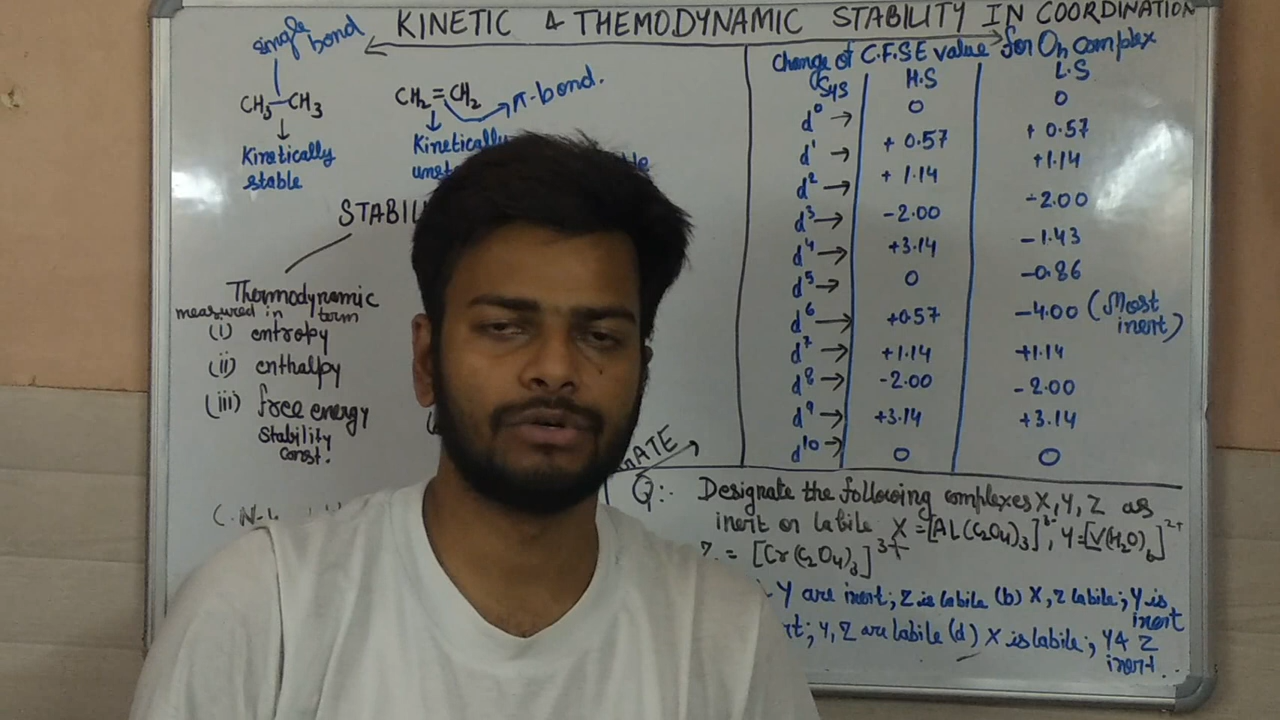 KINETIC & THEMODYNAMIC STABILITY IN COORDINATION
single bond
CH3-CH3
Kinetically
stable
CH2=CH2
π-bond.
Kinetically
STABIL
Thermodynamic
measured in term
(i) entropy
(ii) enthalpy
(iii) free energy
stability
const.
Change of C.F.S.E value for Oh complex
Sys H.S L.S
d⁰ → 0 0
d¹ → + 0.57 + 0.57
d² → + 1.14 +1.14
d³ → -2.00 -2.00
d⁴ → +3.14 -1.43
d⁵ → 0 -0.86
d⁶ → +0.57 -4.00 (Most inert)
d⁷ → +1.14 +1.14
d⁸ → -2.00 -2.00
d⁹ → +3.14 +3.14
d¹⁰ → 0 0
Q:- Designate the following complexes X, Y, Z as
inert or labile X = [AL(C2O4)3]³⁻, Y=[V(H2O)6]²⁺
= [Cr(C2O4)3]³⁺
Y are inert; Z is labile (b) X, Z labile; Y is inert
rt; Y, Z are labile (d) X is labile; Y & Z inert.